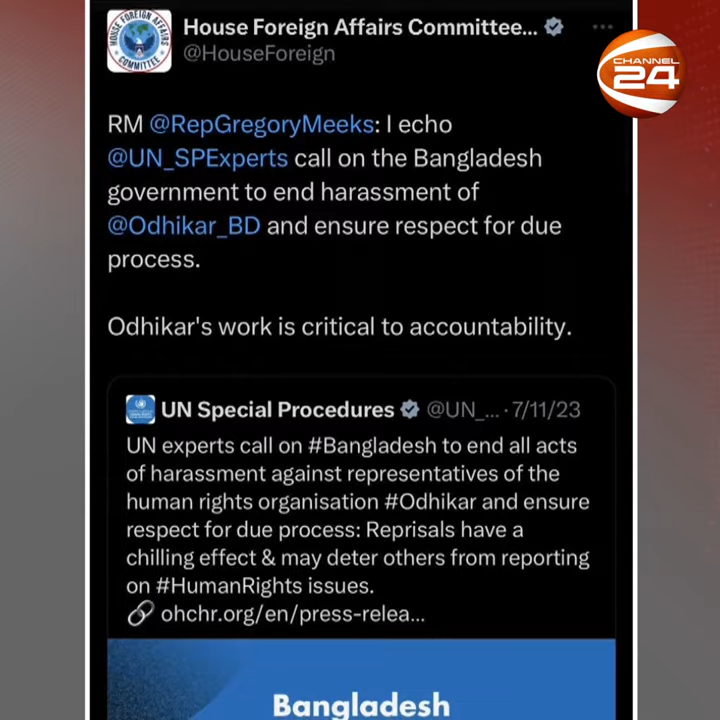 House Foreign Affairs Committee...
@HouseForeign
CHANNEL
24
HOUSE FOREIGN AFFAIRS
COMMITTEE
RM @RepGregoryMeeks: I echo
@UN_SPExperts call on the Bangladesh
government to end harassment of
@Odhikar_BD and ensure respect for due
process.
Odhikar's work is critical to accountability.
UN Special Procedures @UN_... · 7/11/23
UN experts call on #Bangladesh to end all acts
of harassment against representatives of the
human rights organisation #Odhikar and ensure
respect for due process: Reprisals have a
chilling effect & may deter others from reporting
on #HumanRights issues.
ohchr.org/en/press-relea...
Bangladesh